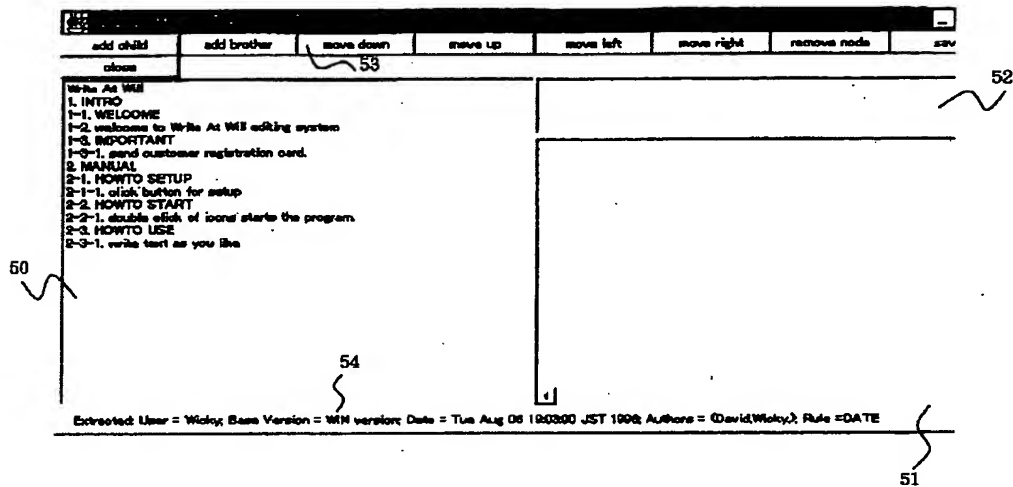 add child add brother move down move up move left move right remove node sav
close
53
52
Write At Will
1. INTRO
1-1. WELCOME
1-2. welcome to Write At Will editing system
1-3. IMPORTANT
1-3-1. send customer registration card.
2. MANUAL
2-1. HOWTO SETUP
2-1-1. click button for setup
2-2. HOWTO START
2-2-1. double click of icons starts the program.
2-3. HOWTO USE
2-3-1. write text as you like
50
54
Extracted: User = Wicky; Base Version = WIN version; Date = Tue Aug 06 19:03:00 JST 1996; Authors = {David,Wicky,}; Rule =DATE
51